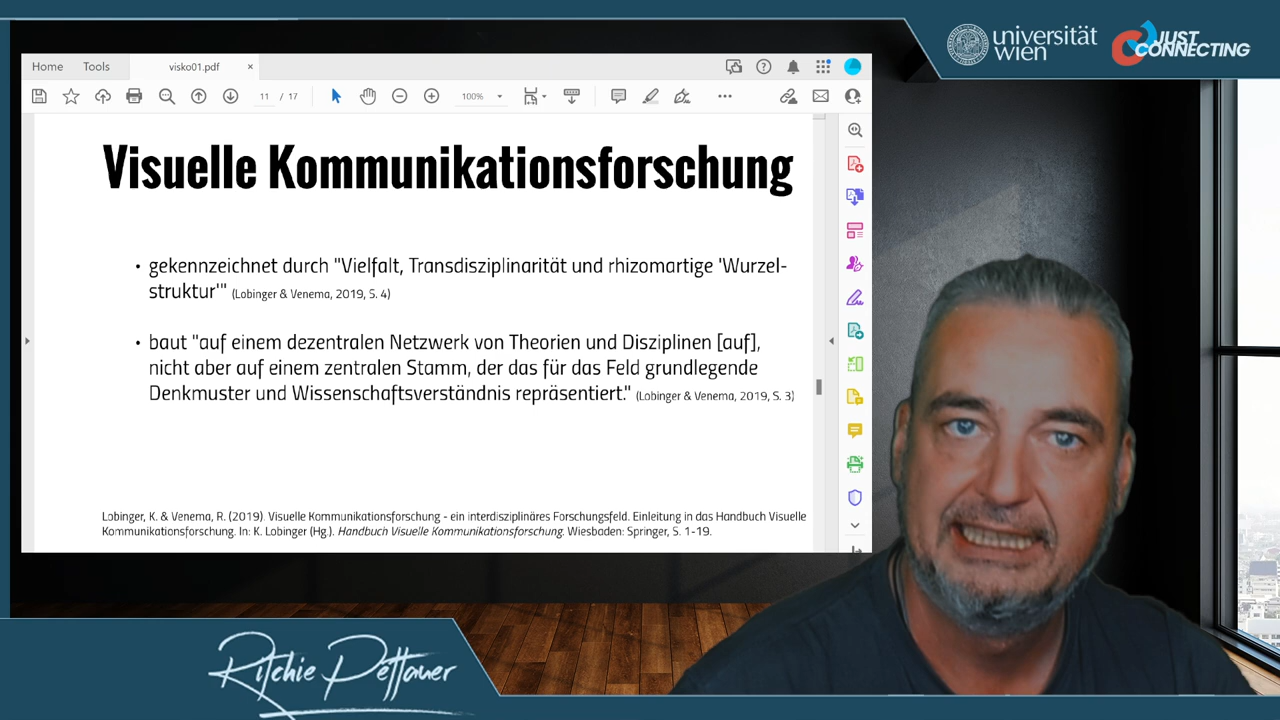 universität
wien
JUST
CONNECTING
Home Tools visko01.pdf ×
11 / 17 100%
Visuelle Kommunikationsforschung
• gekennzeichnet durch "Vielfalt, Transdisziplinarität und rhizomartige 'Wurzel-
struktur'" (Lobinger & Venema, 2019, S. 4)
• baut "auf einem dezentralen Netzwerk von Theorien und Disziplinen [auf],
nicht aber auf einem zentralen Stamm, der das für das Feld grundlegende
Denkmuster und Wissenschaftsverständnis repräsentiert." (Lobinger & Venema, 2019, S. 3)
Lobinger, K. & Venema, R. (2019). Visuelle Kommunikationsforschung - ein interdisziplinäres Forschungsfeld. Einleitung in das Handbuch Visuelle
Kommunikationsforschung. In: K. Lobinger (Hg.). Handbuch Visuelle Kommunikationsforschung. Wiesbaden: Springer, S. 1-19.
Ritchie Pettauer